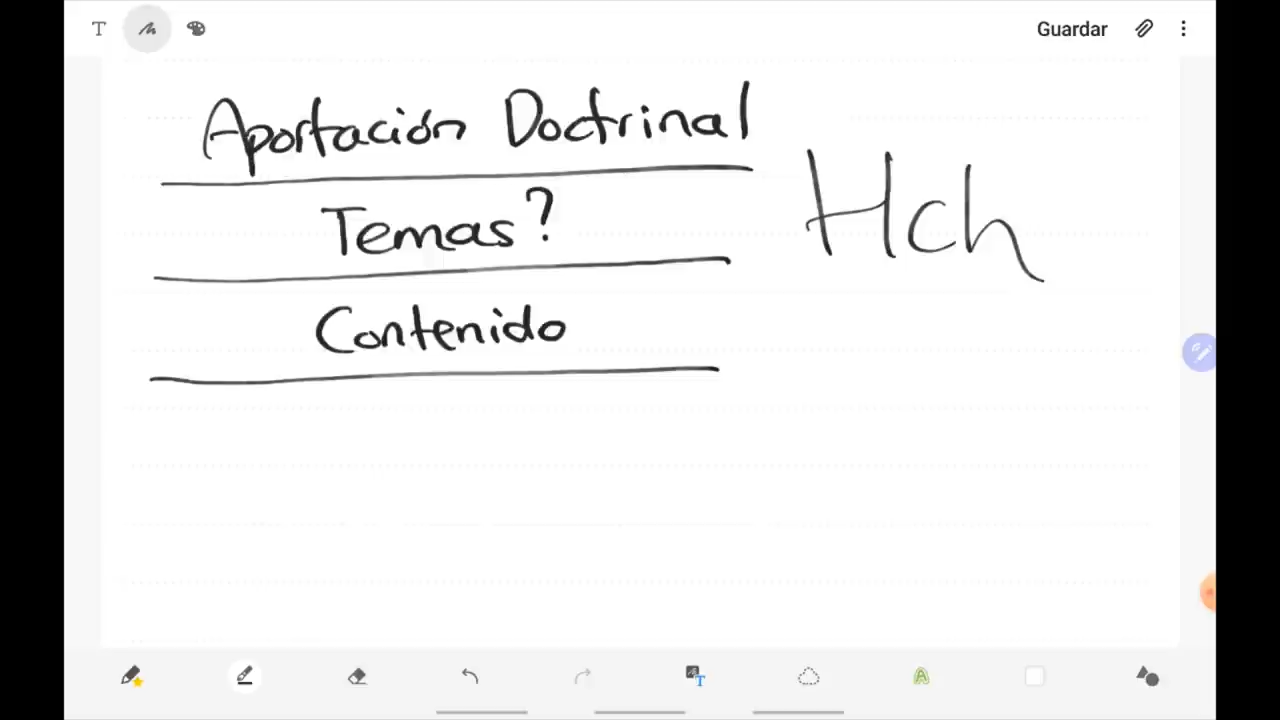 T Guardar
Aportación Doctrinal
Temas?
Hch
Contenido